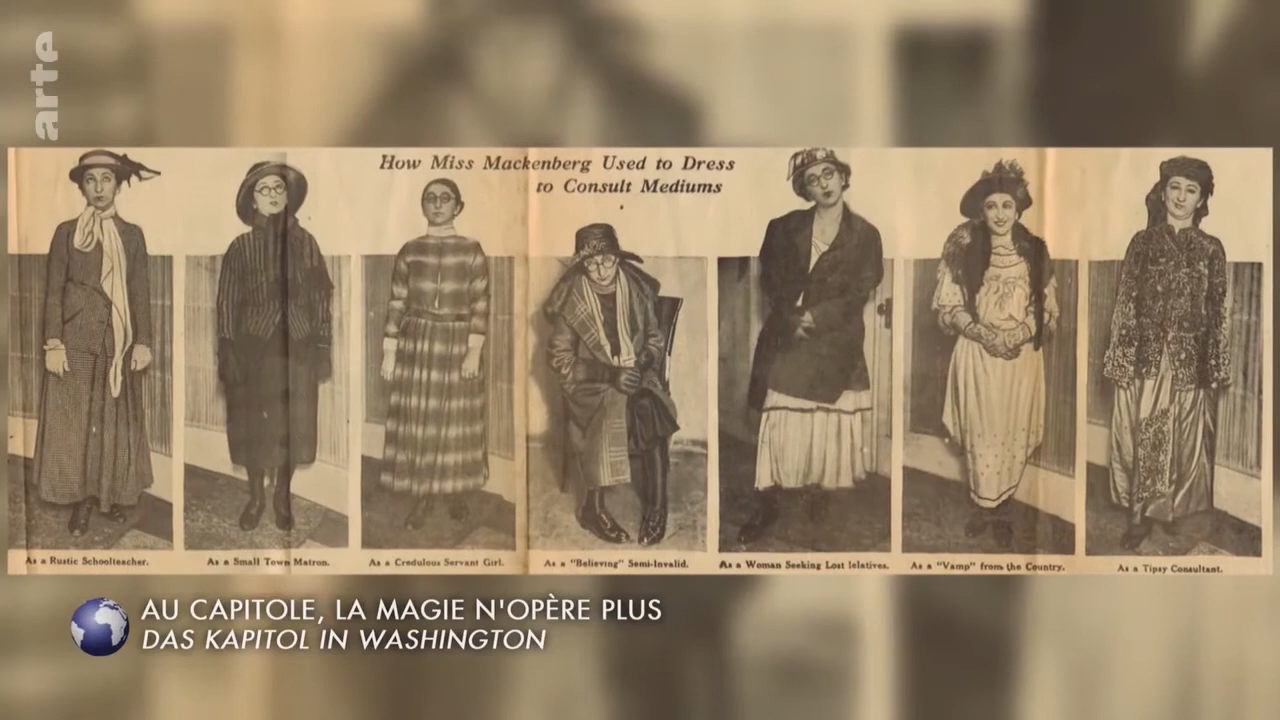 arte
How Miss Mackenberg Used to Dress
to Consult Mediums
As a Rustic Schoolteacher.
As a Small Town Matron.
As a Credulous Servant Girl.
As a "Believing" Semi-Invalid.
As a Woman Seeking Lost lelatives.
As a "Vamp" from the Country.
As a Tipsy Consultant.
AU CAPITOLE, LA MAGIE N'OPÈRE PLUS
DAS KAPITOL IN WASHINGTON